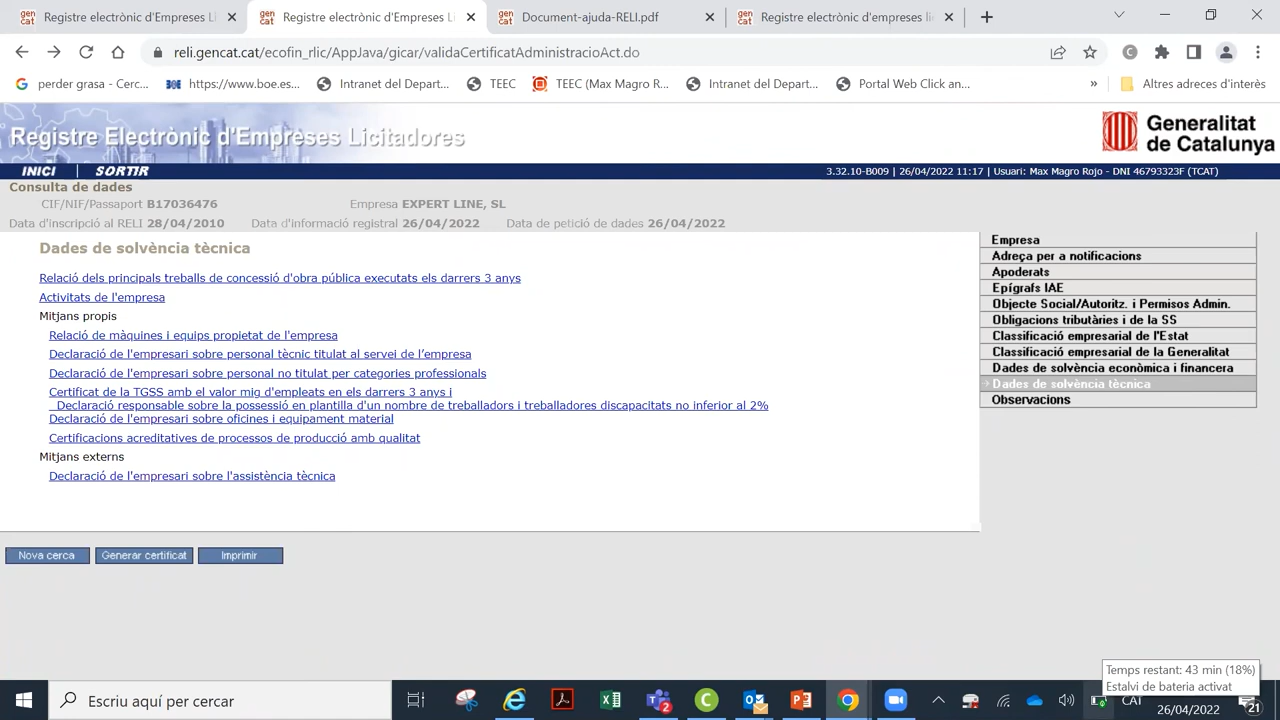 Registre electrònic d'Empreses L
Registre electrònic d'Empreses L
Document-ajuda-RELI.pdf
Registre electrònic d'empreses li
reli.gencat.cat/ecofin_rlic/AppJava/gicar/validaCertificatAdministracioAct.do
perder grasa - Cerc...
https://www.boe.es...
Intranet del Depart...
TEEC
TEEC (Max Magro R...
Intranet del Depart...
Portal Web Click an...
»
Altres adreces d'interès
Registre Electrònic d'Empreses Licitadores
Generalitat
de Catalunya
INICI | SORTIR
3.32.10-B009 | 26/04/2022 11:17 | Usuari: Max Magro Rojo - DNI 46793323F (TCAT)
Consulta de dades
CIF/NIF/Passaport B17036476 Empresa EXPERT LINE, SL
Data d'inscripció al RELI 28/04/2010 Data d'informació registral 26/04/2022 Data de petició de dades 26/04/2022
Dades de solvència tècnica
Relació dels principals treballs de concessió d'obra pública executats els darrers 3 anys
Activitats de l'empresa
Mitjans propis
Relació de màquines i equips propietat de l'empresa
Declaració de l'empresari sobre personal tècnic titulat al servei de l'empresa
Declaració de l'empresari sobre personal no titulat per categories professionals
Certificat de la TGSS amb el valor mig d'empleats en els darrers 3 anys i
Declaració responsable sobre la possessió en plantilla d'un nombre de treballadors i treballadores discapacitats no inferior al 2%
Declaració de l'empresari sobre oficines i equipament material
Certificacions acreditatives de processos de producció amb qualitat
Mitjans externs
Declaració de l'empresari sobre l'assistència tècnica
Empresa
Adreça per a notificacions
Apoderats
Epígrafs IAE
Objecte Social/Autoritz. i Permisos Admin.
Obligacions tributàries i de la SS
Classificació empresarial de l'Estat
Classificació empresarial de la Generalitat
Dades de solvència econòmica i financera
Dades de solvència tècnica
Observacions
Nova cerca
Generar certificat
Imprimir
Temps restant: 43 min (18%)
Estalvi de bateria activat
Escriu aquí per cercar
CAT
26/04/2022
21